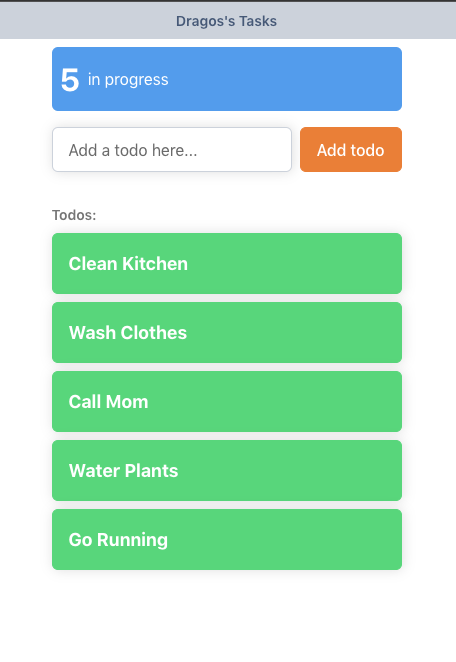 Dragos's Tasks
5 in progress
Add a todo here... Add todo
Todos:
Clean Kitchen
Wash Clothes
Call Mom
Water Plants
Go Running